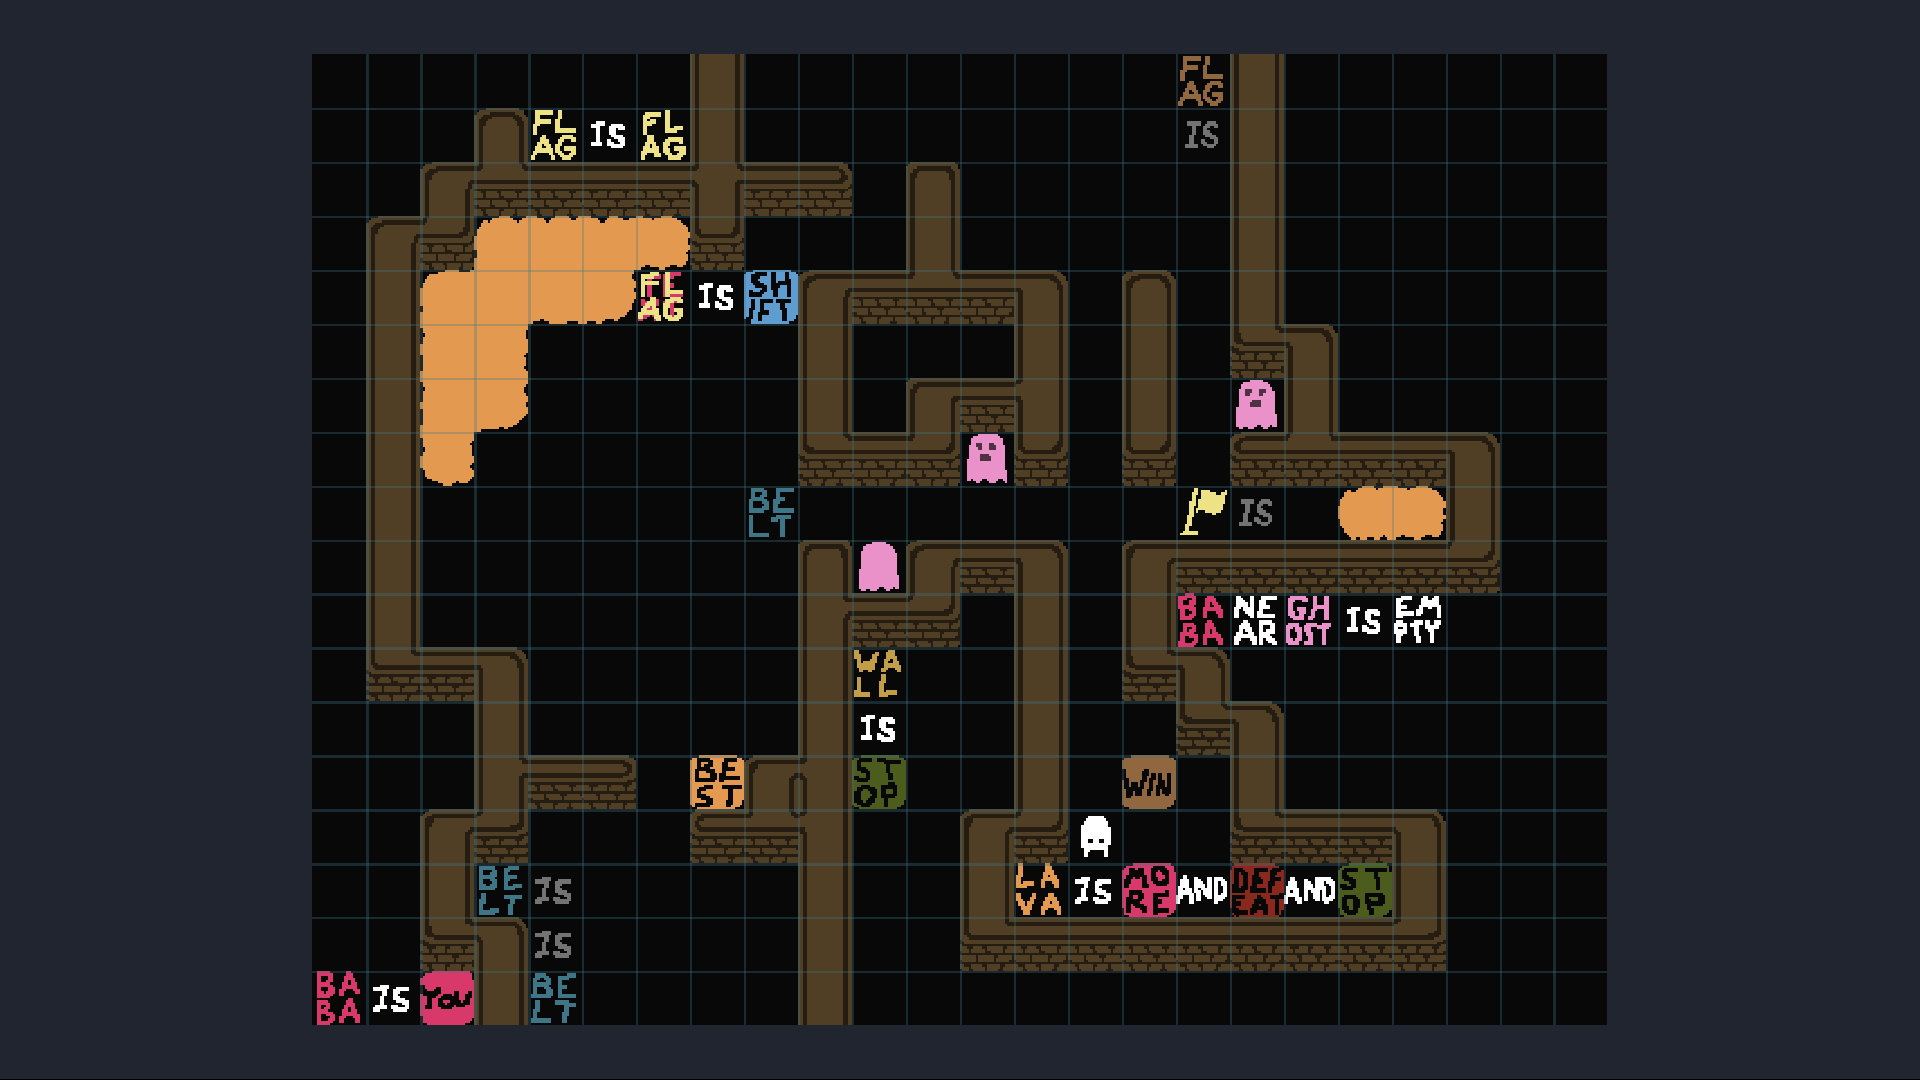 FLAG
FLAG IS FLAG
IS
FLAG IS SHIFT
BELT
IS
BABA NEAR GHOST IS EMPTY
WALL
IS
BEST
STOP
WIN
BELT IS
LAVA IS MORE AND DEFEAT AND STOP
IS
BABA IS YOU
BELT